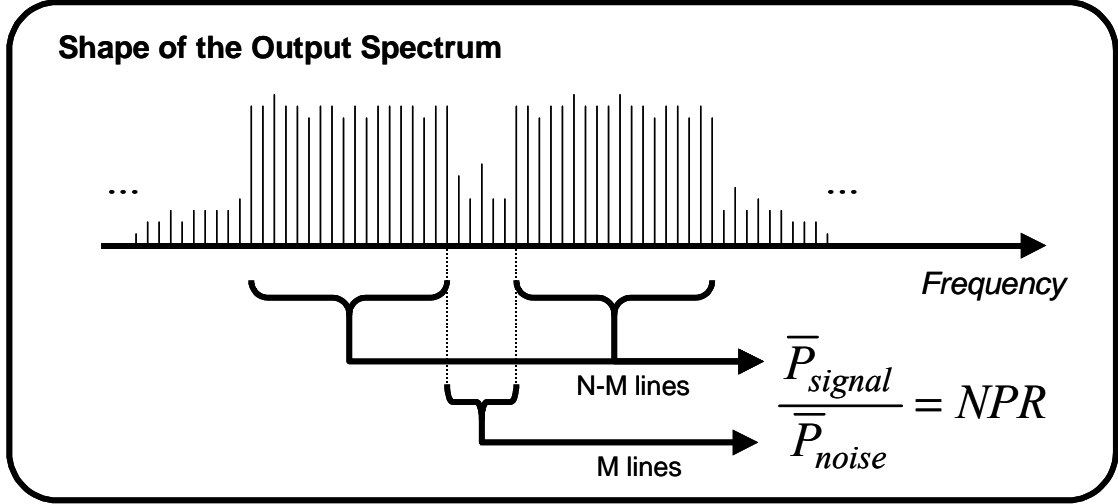 Shape of the Output Spectrum
... ...
Frequency
N-M lines
M lines
P̅signal / P̅noise = NPR